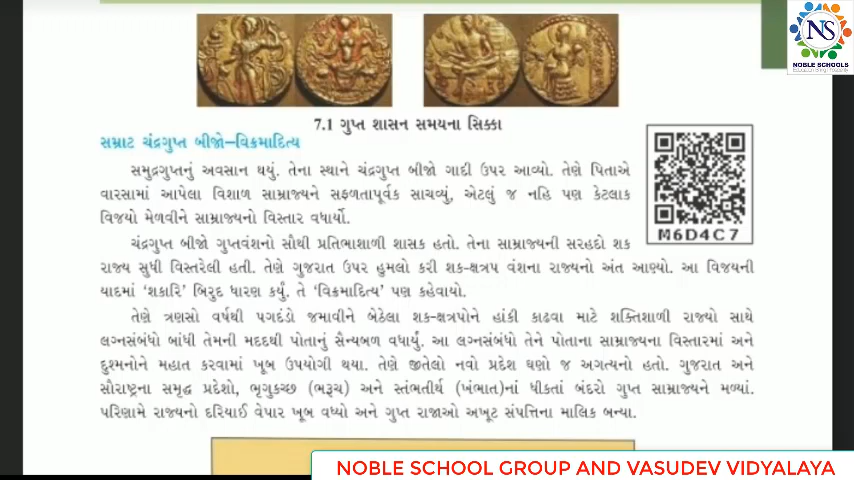 NS
NOBLE SCHOOLS
7.1 ગુપ્ત શાસન સમયના સિક્કા
સમ્રાટ ચંદ્રગુપ્ત બીજો–વિક્રમાદિત્ય
સમુદ્રગુપ્તનું અવસાન થયું. તેના સ્થાને ચંદ્રગુપ્ત બીજો ગાદી ઉપર આવ્યો. તેણે પિતાએ
વારસામાં આપેલા વિશાળ સામ્રાજ્યને સફળતાપૂર્વક સાચવ્યું, એટલું જ નહિ પણ કેટલાક
વિજયો મેળવીને સામ્રાજ્યનો વિસ્તાર વધાર્યો.
M6D4C7
ચંદ્રગુપ્ત બીજો ગુપ્તવંશનો સૌથી પ્રતિભાશાળી શાસક હતો. તેના સામ્રાજ્યની સરહદો શક
રાજ્ય સુધી વિસ્તરેલી હતી. તેણે ગુજરાત ઉપર હુમલો કરી શક-ક્ષત્રપ વંશના રાજ્યનો અંત આણ્યો. આ વિજયની
યાદમાં ‘શકારિ’ બિરુદ ધારણ કર્યું. તે ‘વિક્રમાદિત્ય’ પણ કહેવાયો.
તેણે ત્રણસો વર્ષથી પગદંડો જમાવીને બેઠેલા શક-ક્ષત્રપોને હાંકી કાઢવા માટે શક્તિશાળી રાજ્યો સાથે
લગ્નસંબંધો બાંધી તેમની મદદથી પોતાનું સૈન્યબળ વધાર્યું. આ લગ્નસંબંધો તેને પોતાના સામ્રાજ્યના વિસ્તારમાં અને
દુશ્મનોને મહાત કરવામાં ખૂબ ઉપયોગી થયા. તેણે જીતેલો નવો પ્રદેશ ઘણો જ અગત્યનો હતો. ગુજરાત અને
સૌરાષ્ટ્રના સમૃદ્ધ પ્રદેશો, ભૃગુકચ્છ (ભરૂચ) અને સ્તંભતીર્થ (ખંભાત)નાં ધીકતાં બંદરો ગુપ્ત સામ્રાજ્યને મળ્યાં.
પરિણામે રાજ્યનો દરિયાઈ વેપાર ખૂબ વધ્યો અને ગુપ્ત રાજાઓ અખૂટ સંપત્તિના માલિક બન્યા.
NOBLE SCHOOL GROUP AND VASUDEV VIDYALAYA